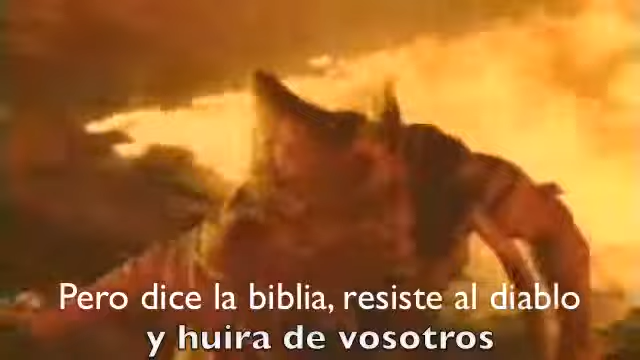 Pero dice la biblia, resiste al diablo
y huira de vosotros